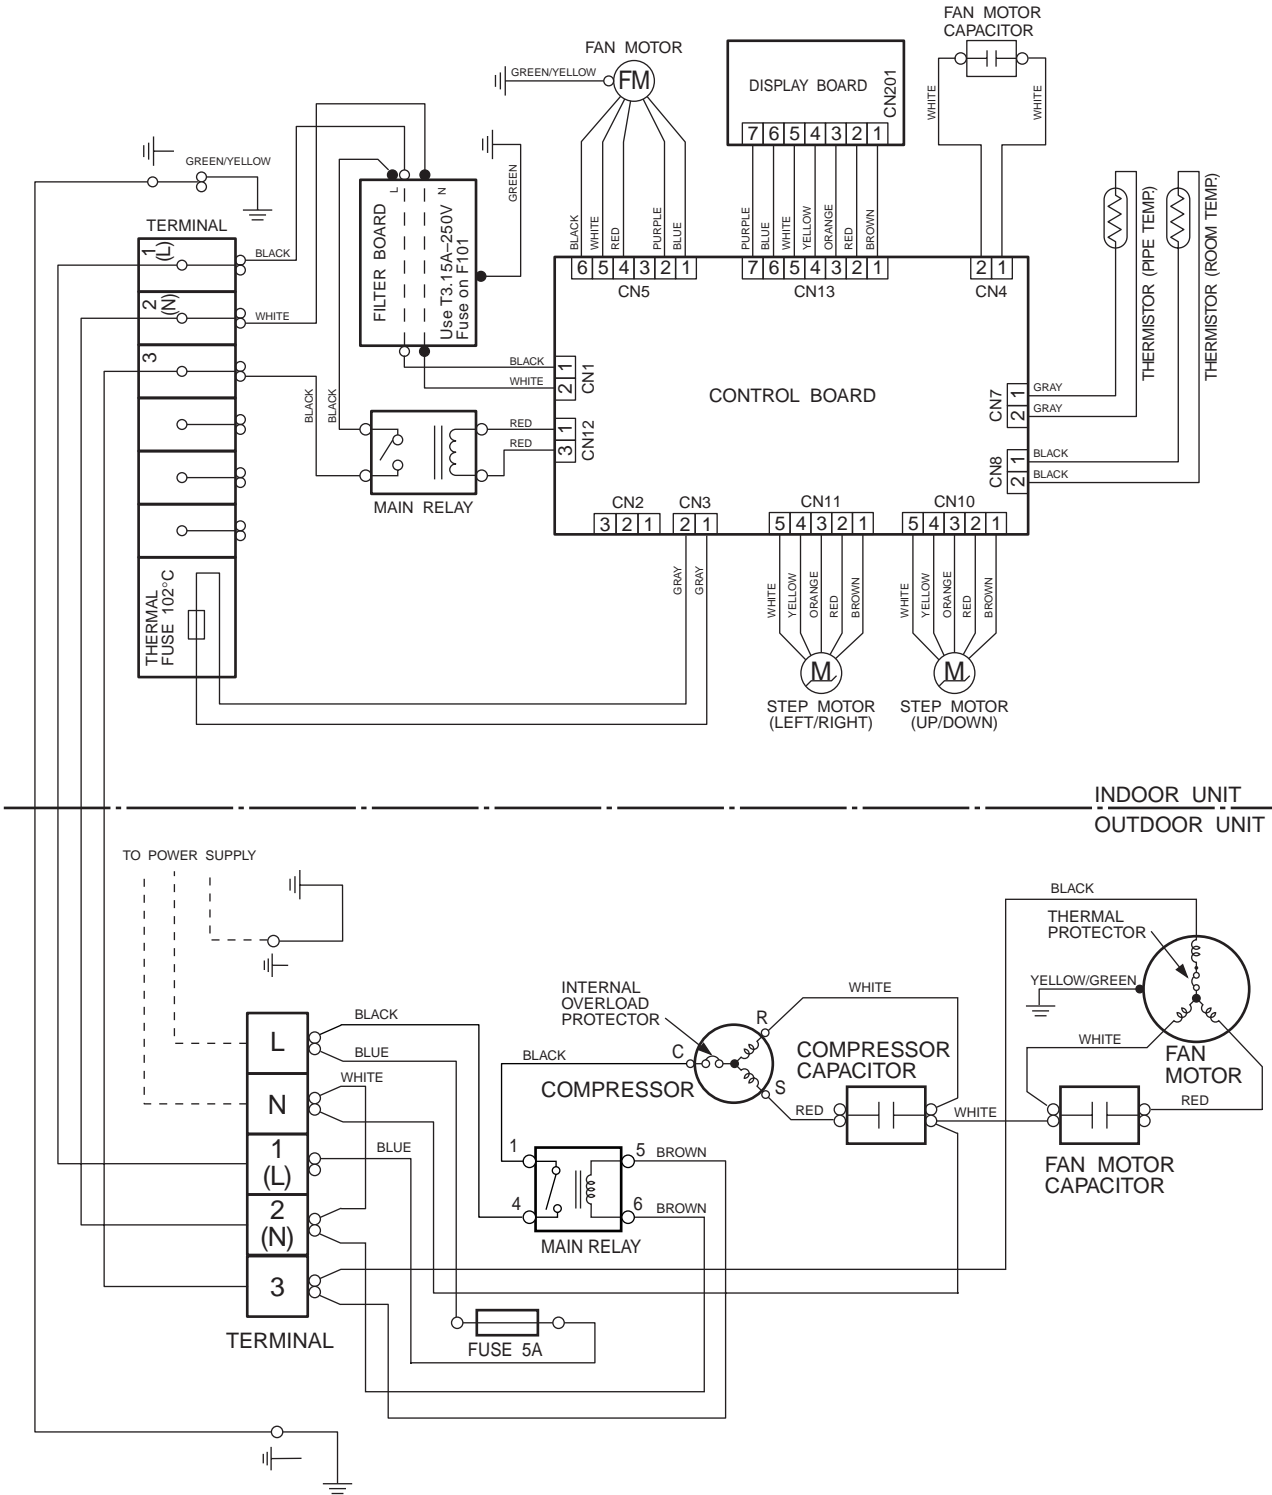 FAN MOTOR
CAPACITOR
WHITE
WHITE
FAN MOTOR
GREEN/YELLOW
FM
DISPLAY BOARD
CN201
7 6 5 4 3 2 1
BLACK
WHITE
RED
PURPLE
BLUE
PURPLE
BLUE
WHITE
YELLOW
ORANGE
RED
BROWN
6 5 4 3 2 1
CN5
7 6 5 4 3 2 1
CN13
2 1
CN4
THERMISTOR (PIPE TEMP.)
THERMISTOR (ROOM TEMP.)
GREEN/YELLOW
TERMINAL
1
(L)
2
(N)
3
BLACK
WHITE
BLACK
BLACK
THERMAL
FUSE 102°C
L
N
FILTER BOARD
Use T3.15A–250V
Fuse on F101
GREEN
BLACK
WHITE
1
2
CN1
RED
RED
1
3
CN12
MAIN RELAY
CONTROL BOARD
CN7
1
2
GRAY
GRAY
CN8
1
2
BLACK
BLACK
CN2
3 2 1
CN3
2 1
CN11
5 4 3 2 1
CN10
5 4 3 2 1
GRAY
GRAY
WHITE
YELLOW
ORANGE
RED
BROWN
WHITE
YELLOW
ORANGE
RED
BROWN
M
M
STEP MOTOR
(LEFT/RIGHT)
STEP MOTOR
(UP/DOWN)
INDOOR UNIT
OUTDOOR UNIT
TO POWER SUPPLY
L
N
1
(L)
2
(N)
3
TERMINAL
BLACK
BLUE
WHITE
BLUE
FUSE 5A
INTERNAL
OVERLOAD
PROTECTOR
BLACK
C
R
S
COMPRESSOR
WHITE
COMPRESSOR
CAPACITOR
RED
WHITE
1
4
5
6
BROWN
BROWN
MAIN RELAY
BLACK
THERMAL
PROTECTOR
YELLOW/GREEN
WHITE
FAN
MOTOR
RED
FAN MOTOR
CAPACITOR